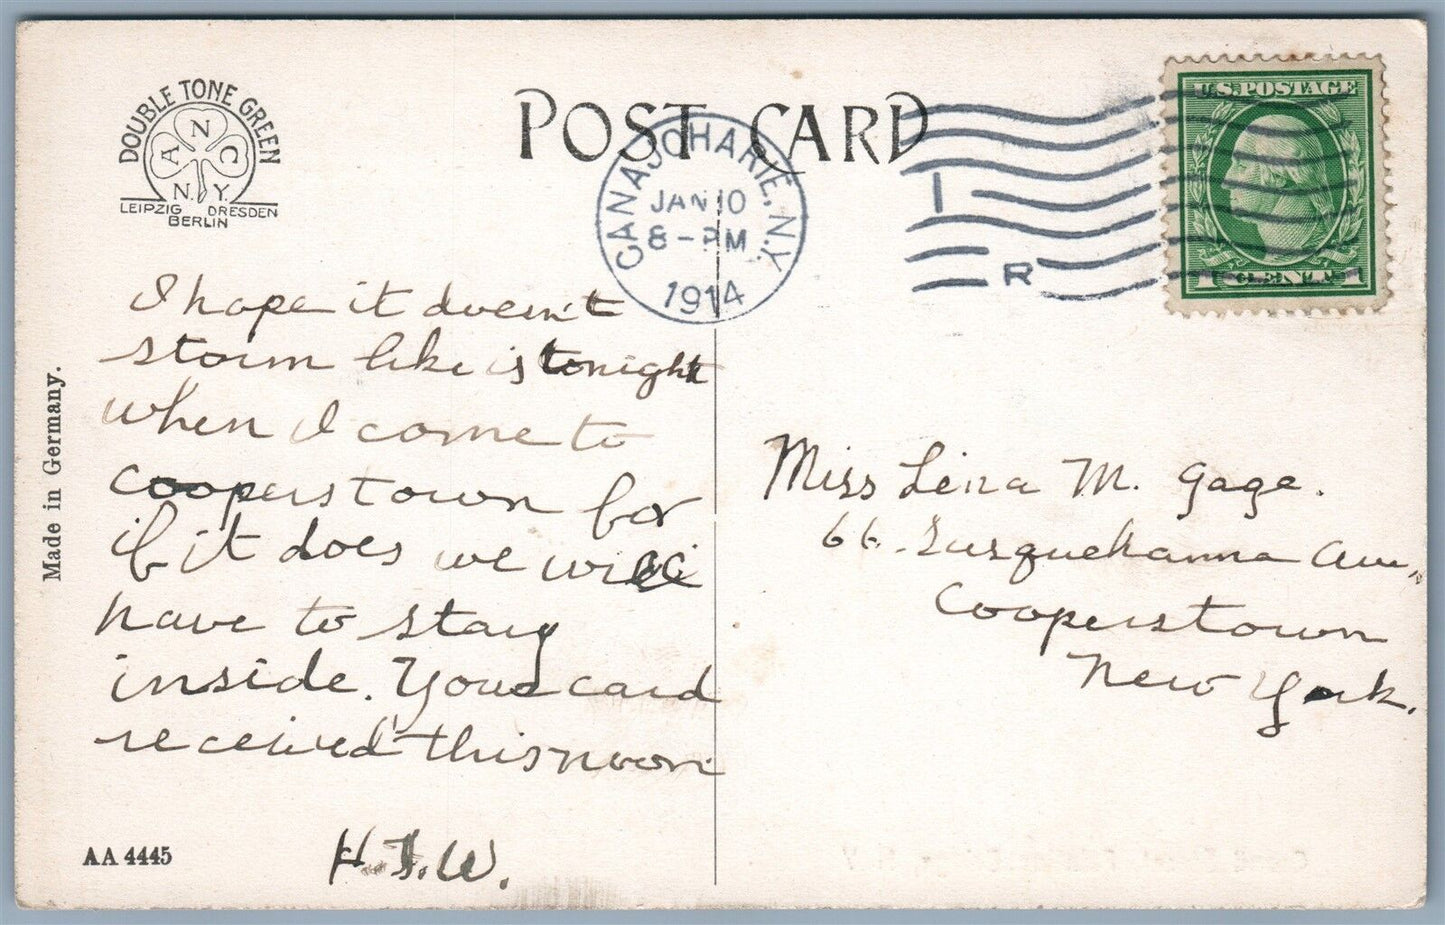 DOUBLE TONE GREEN
A N C
N.Y.
LEIPZIG DRESDEN
BERLIN
POST CARD
CANAJOHARIE, N.Y.
JAN 10
8-PM
1914
1
R
U.S. POSTAGE
1 CENT 1
I hope it doesn't
storm like is tonight
when I come to
cooperstown for
if it does we will
have to stay
inside. Your card
received this noon
H. F. W.
Miss Lena M. Gage.
66. Susquehanna Ave.,
Cooperstown
New York.
Made in Germany.
AA 4445